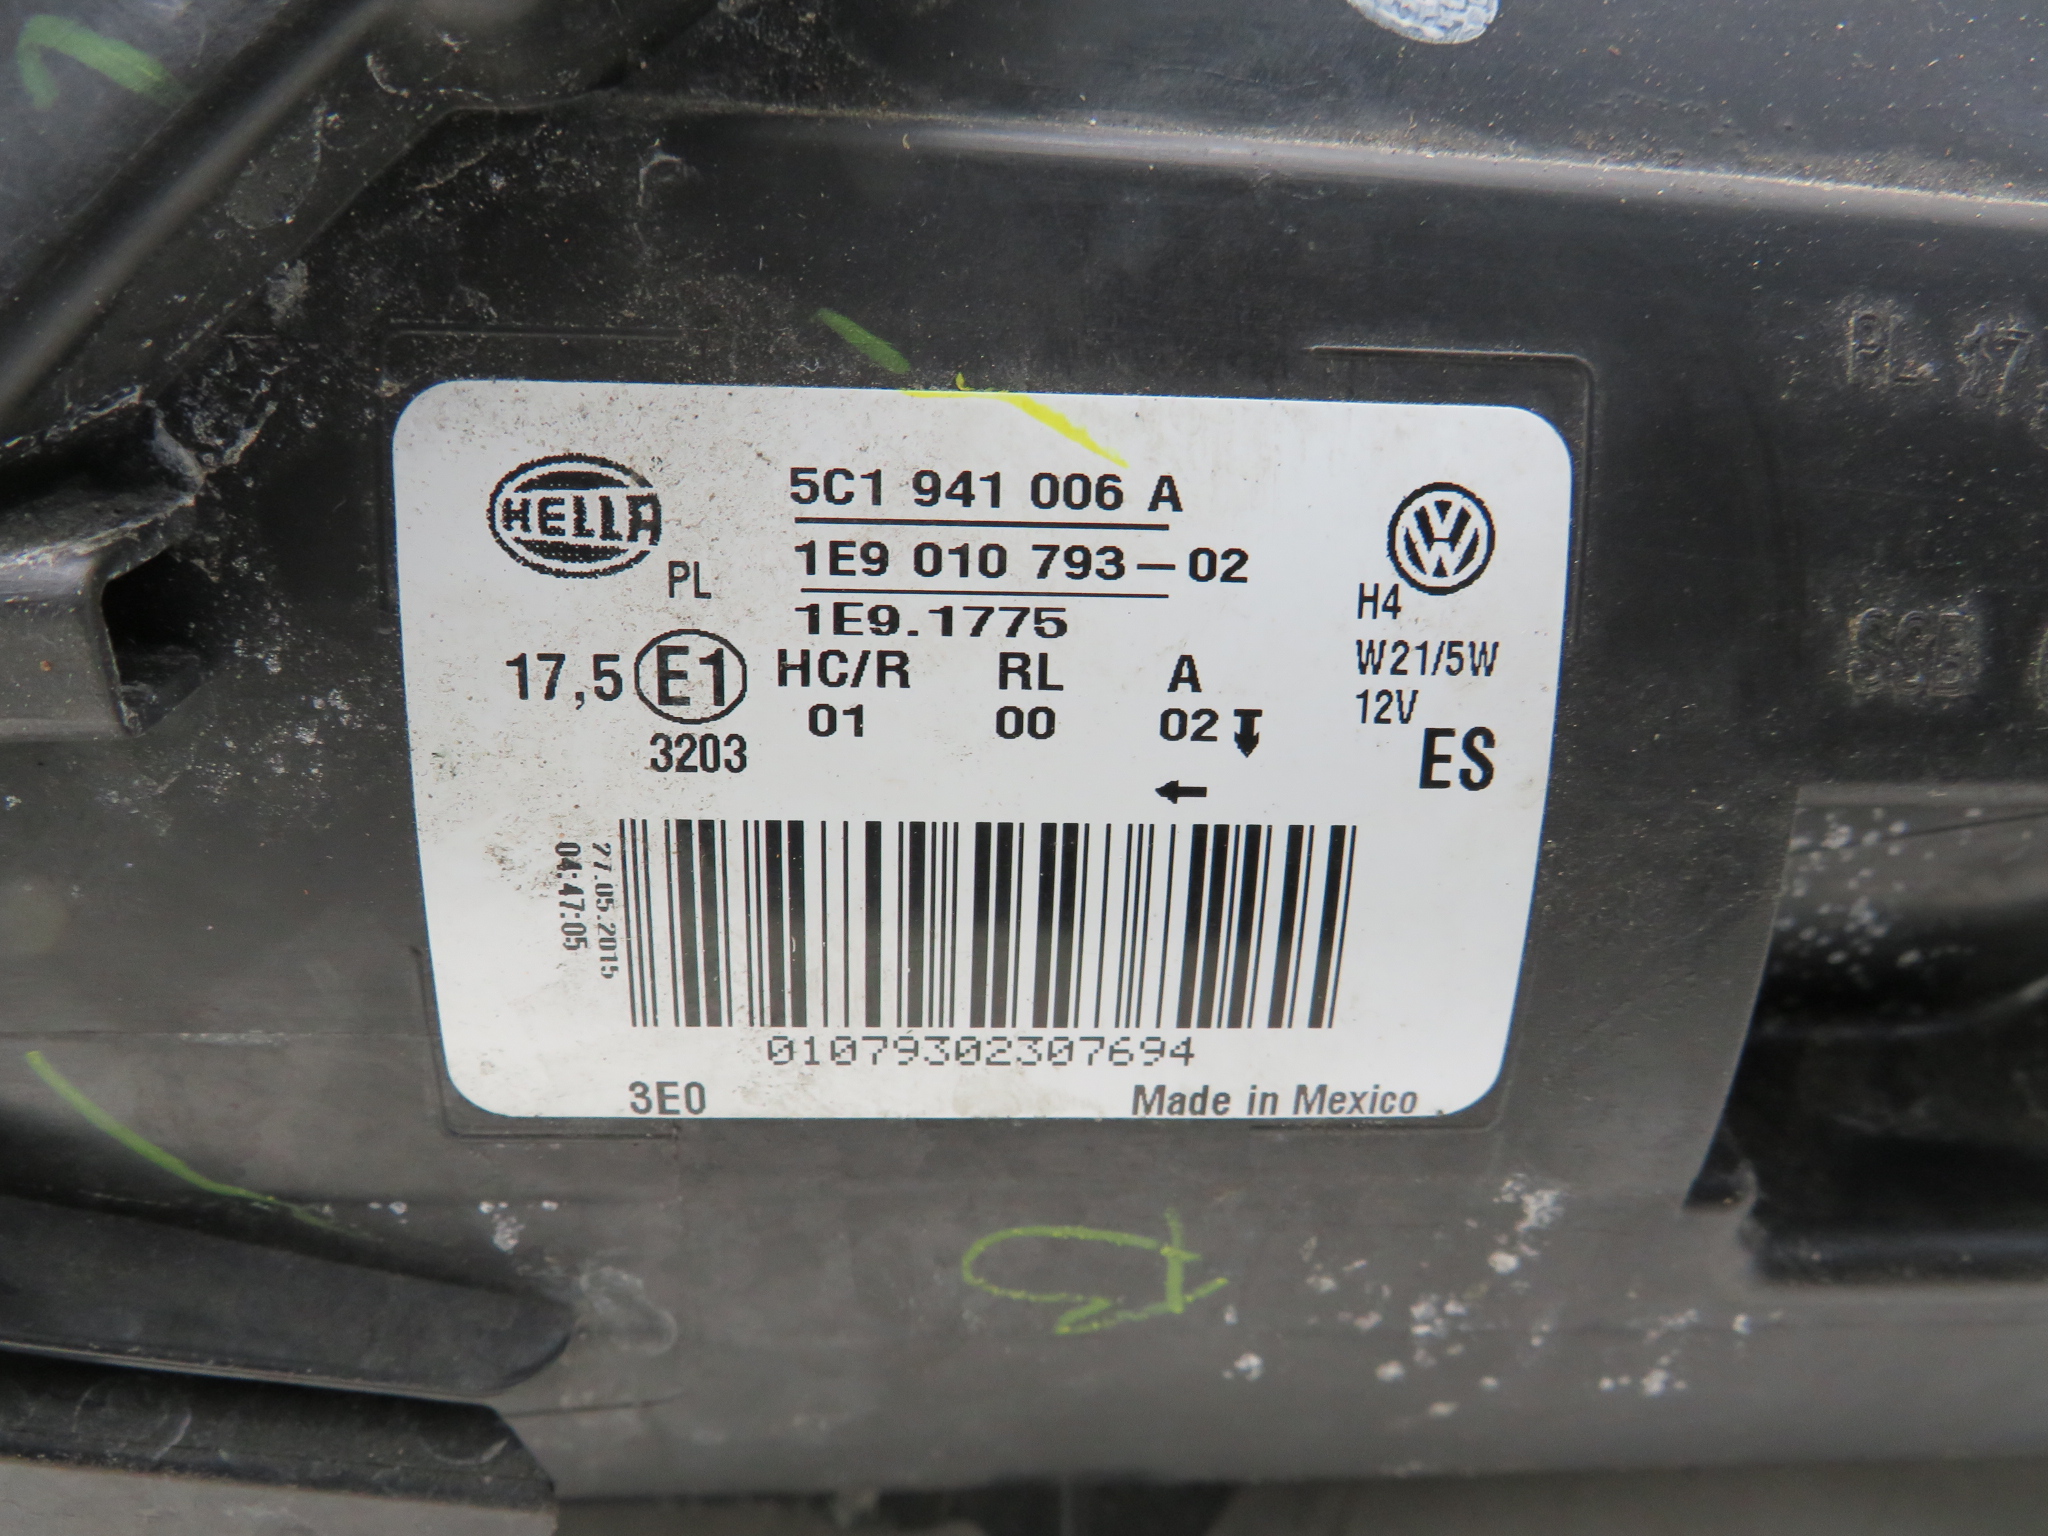 HELLA
PL
5C1 941 006 A
1E9 010 793-02
1E9.1775
H4
W21/5W
12V
ES
17,5 E1 HC/R RL A
3203 01 00 02
27.05.2015
04:47:05
01079302307694
3E0
Made in Mexico